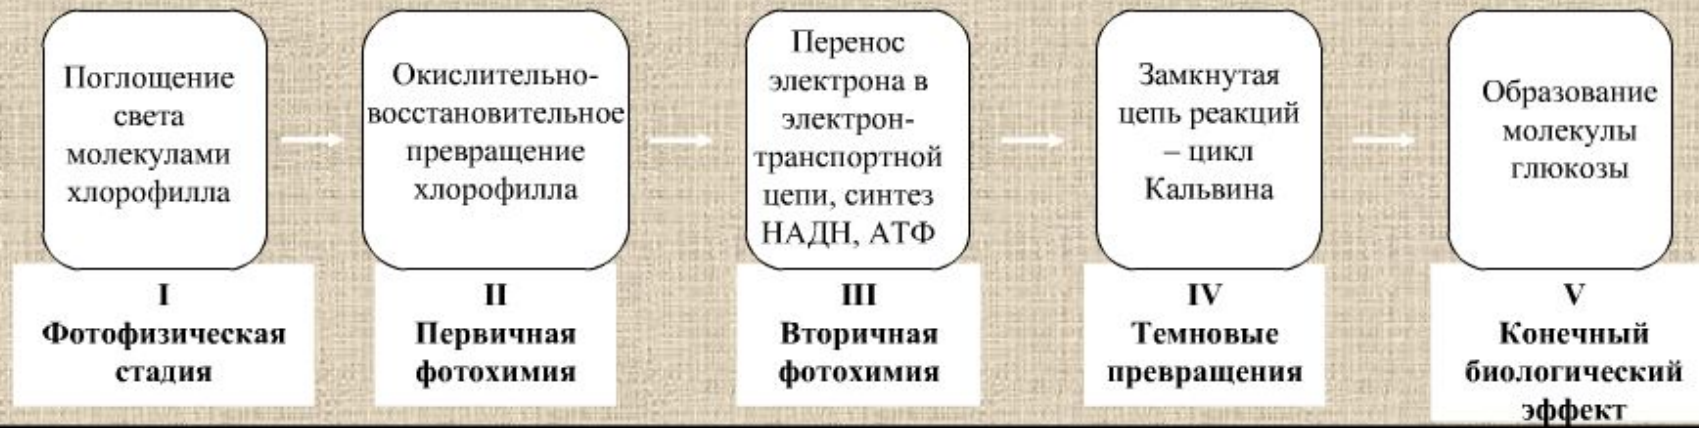 Поглощение
света
молекулами
хлорофилла
I
Фотофизическая
стадия
Окислительно-
восстановительное
превращение
хлорофилла
II
Первичная
фотохимия
Перенос
электрона в
электрон-
транспортной
цепи, синтез
НАДН, АТФ
III
Вторичная
фотохимия
Замкнутая
цепь реакций
– цикл
Кальвина
IV
Темновые
превращения
Образование
молекулы
глюкозы
V
Конечный
биологический
эффект